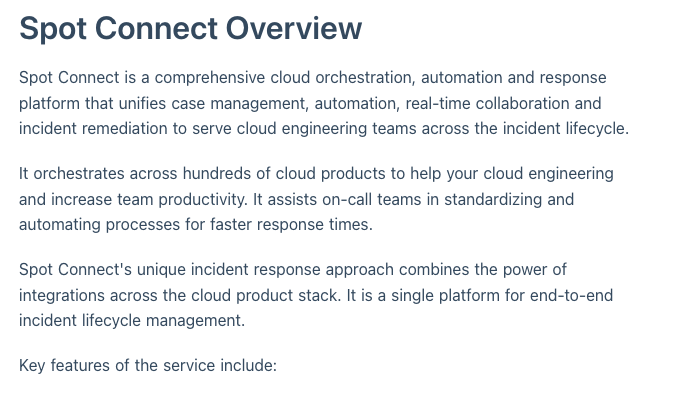 Spot Connect Overview
Spot Connect is a comprehensive cloud orchestration, automation and response
platform that unifies case management, automation, real-time collaboration and
incident remediation to serve cloud engineering teams across the incident lifecycle.
It orchestrates across hundreds of cloud products to help your cloud engineering
and increase team productivity. It assists on-call teams in standardizing and
automating processes for faster response times.
Spot Connect's unique incident response approach combines the power of
integrations across the cloud product stack. It is a single platform for end-to-end
incident lifecycle management.
Key features of the service include: